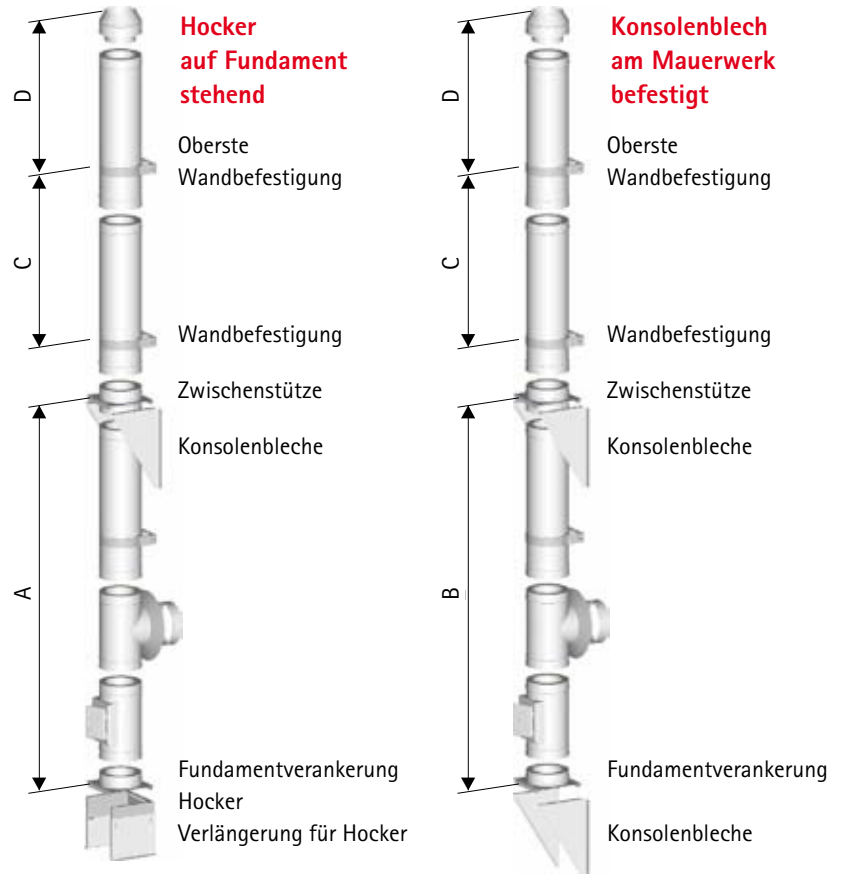 Hocker
auf Fundament
stehend
D
Oberste
Wandbefestigung
C
Wandbefestigung
Zwischenstütze
Konsolenbleche
A
Fundamentverankerung
Hocker
Verlängerung für Hocker
Konsolenblech
am Mauerwerk
befestigt
D
Oberste
Wandbefestigung
C
Wandbefestigung
Zwischenstütze
Konsolenbleche
B
Fundamentverankerung
Konsolenbleche